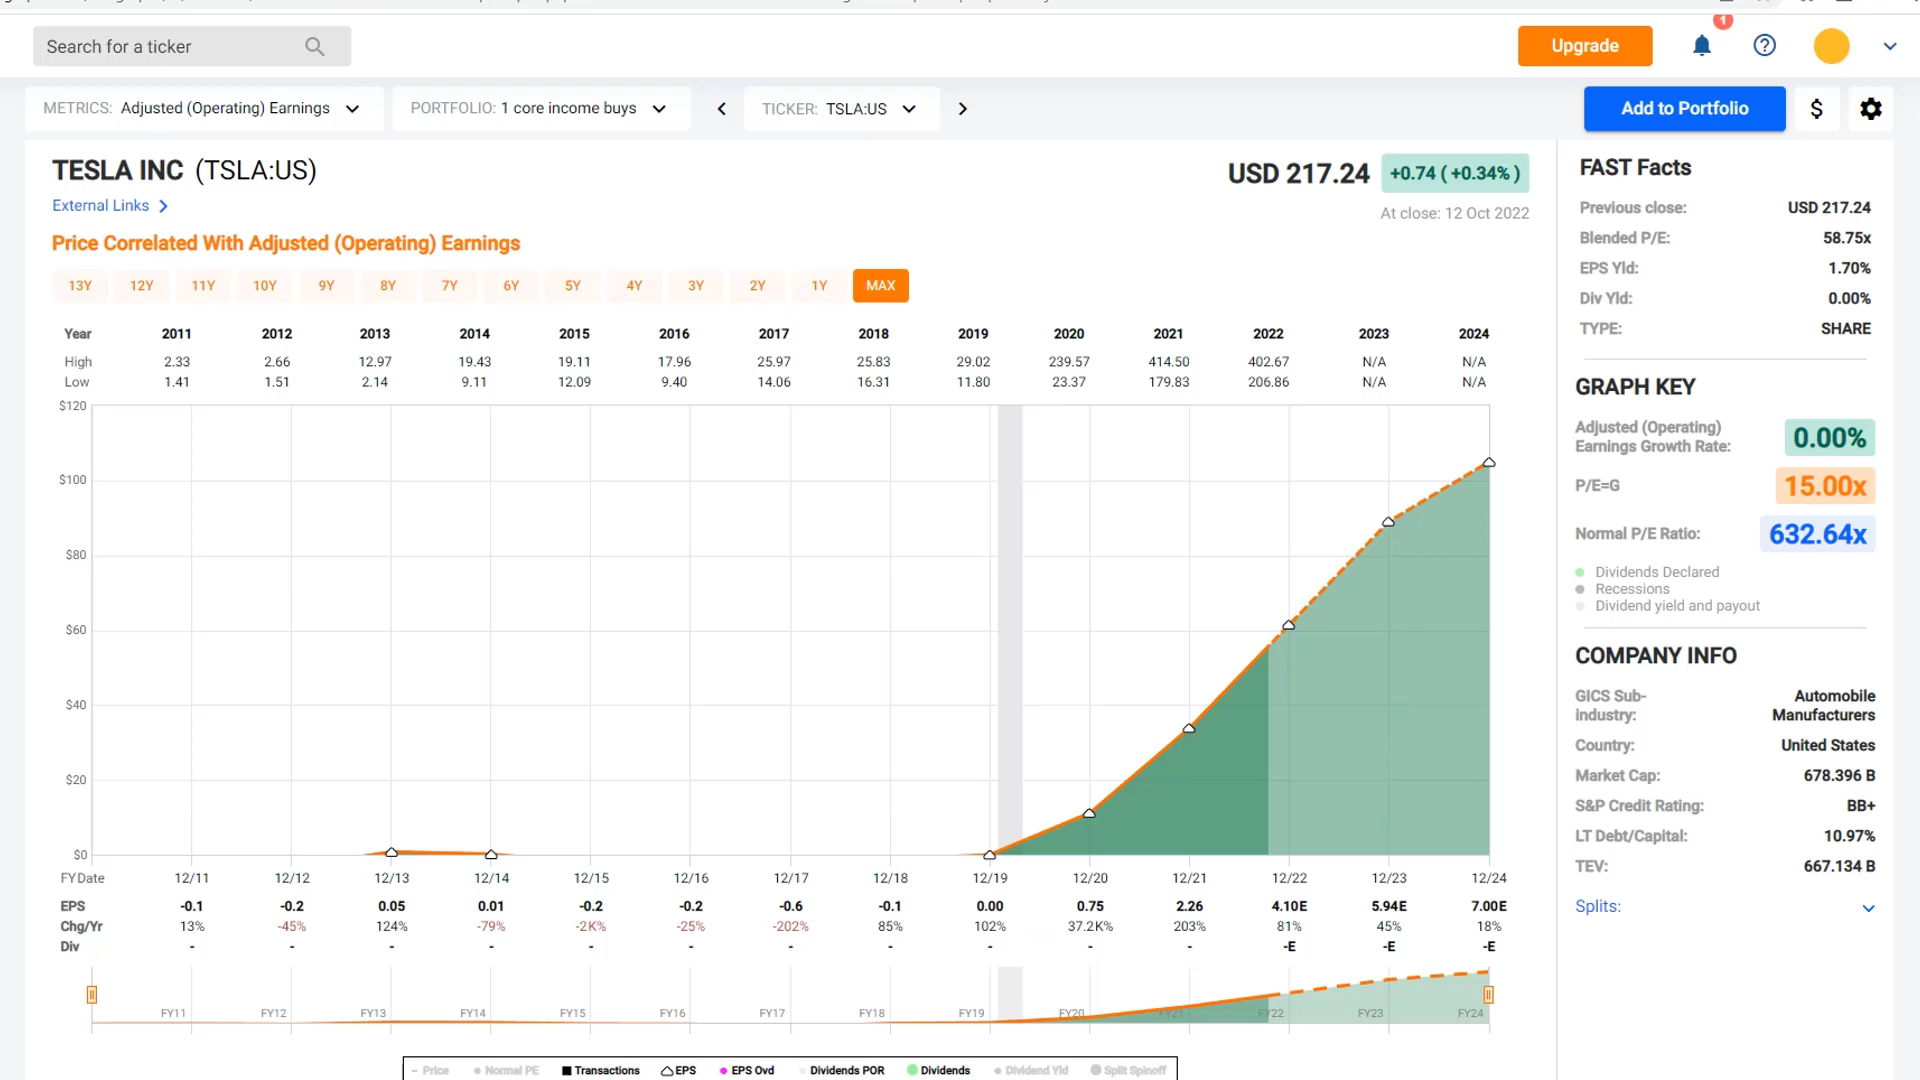 Search for a ticker
Upgrade
1
METRICS: Adjusted (Operating) Earnings
PORTFOLIO: 1 core income buys
TICKER: TSLA:US
Add to Portfolio
$
TESLA INC (TSLA:US)
USD 217.24 +0.74 ( +0.34% )
External Links
At close: 12 Oct 2022
Price Correlated With Adjusted (Operating) Earnings
13Y 12Y 11Y 10Y 9Y 8Y 7Y 6Y 5Y 4Y 3Y 2Y 1Y MAX
Year 2011 2012 2013 2014 2015 2016 2017 2018 2019 2020 2021 2022 2023 2024
High 2.33 2.66 12.97 19.43 19.11 17.96 25.97 25.83 29.02 239.57 414.50 402.67 N/A N/A
Low 1.41 1.51 2.14 9.11 12.09 9.40 14.06 16.31 11.80 23.37 179.83 206.86 N/A N/A
$120
$100
$80
$60
$40
$20
$0
FY Date 12/11 12/12 12/13 12/14 12/15 12/16 12/17 12/18 12/19 12/20 12/21 12/22 12/23 12/24
EPS -0.1 -0.2 0.05 0.01 -0.2 -0.2 -0.6 -0.1 0.00 0.75 2.26 4.10E 5.94E 7.00E
Chg/Yr 13% -45% 124% -79% -2K% -25% -202% 85% 102% 37.2K% 203% 81% 45% 18%
Div - - - - - - - - - - - -E -E -E
FY11 FY12 FY13 FY14 FY15 FY16 FY17 FY18 FY19 FY20 FY21 FY22 FY23 FY24
Price Normal PE Transactions EPS EPS Ovd Dividends POR Dividends Dividend Yld Split Spinoff
FAST Facts
Previous close: USD 217.24
Blended P/E: 58.75x
EPS Yld: 1.70%
Div Yld: 0.00%
TYPE: SHARE
GRAPH KEY
Adjusted (Operating)
Earnings Growth Rate: 0.00%
P/E=G 15.00x
Normal P/E Ratio: 632.64x
Dividends Declared
Recessions
Dividend yield and payout
COMPANY INFO
GICS Sub- Automobile
industry: Manufacturers
Country: United States
Market Cap: 678.396 B
S&P Credit Rating: BB+
LT Debt/Capital: 10.97%
TEV: 667.134 B
Splits: